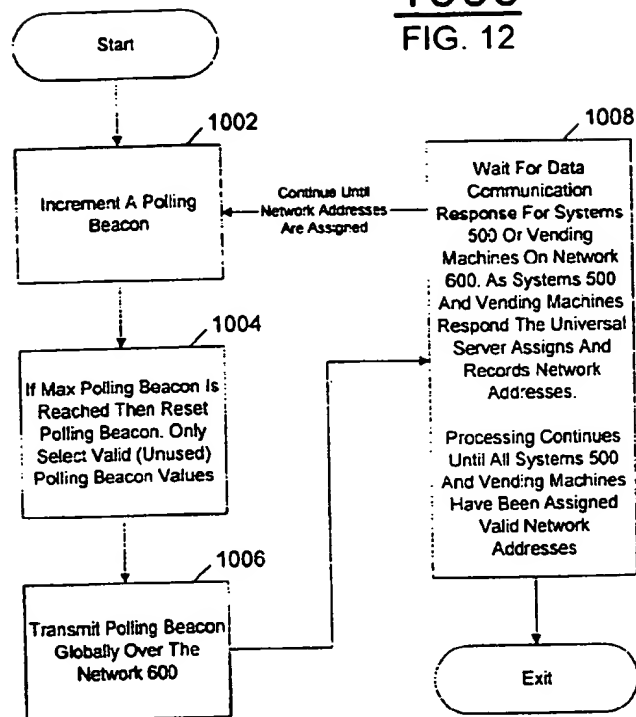 FIG. 12
Start
1002
Increment A Polling
Beacon
1004
If Max Polling Beacon Is
Reached Then Reset
Polling Beacon. Only
Select Valid (Unused)
Polling Beacon Values
1006
Transmit Polling Beacon
Globally Over The
Network 600
Continue Until
Network Addresses
Are Assigned
1008
Wait For Data
Communication
Response For Systems
500 Or Vending
Machines On Network
600. As Systems 500
And Vending Machines
Respond The Universal
Server Assigns And
Records Network
Addresses.
Processing Continues
Until All Systems 500
And Vending Machines
Have Been Assigned
Valid Network
Addresses
Exit